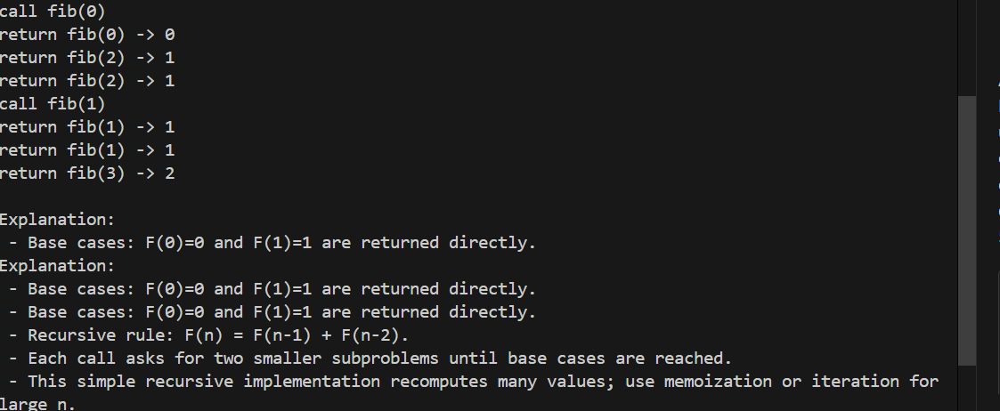 call fib(0)
return fib(0) -> 0
return fib(2) -> 1
return fib(2) -> 1
call fib(1)
return fib(1) -> 1
return fib(1) -> 1
return fib(3) -> 2
Explanation:
- Base cases: F(0)=0 and F(1)=1 are returned directly.
Explanation:
- Base cases: F(0)=0 and F(1)=1 are returned directly.
- Base cases: F(0)=0 and F(1)=1 are returned directly.
- Recursive rule: F(n) = F(n-1) + F(n-2).
- Each call asks for two smaller subproblems until base cases are reached.
- This simple recursive implementation recomputes many values; use memoization or iteration for
large n.